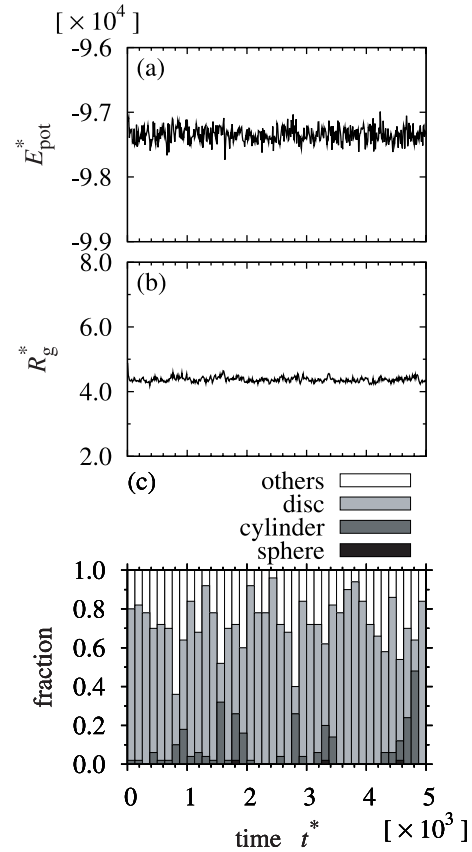 [ × 10⁴]
-9.6
(a)
-9.7
E*pot
-9.8
-9.9
8.0
(b)
6.0
R*g
4.0
2.0
(c)
others
disc
cylinder
sphere
1.0
0.8
0.6
fraction
0.4
0.2
0.0
0 1 2 3 4 5
time t* [ × 10³]